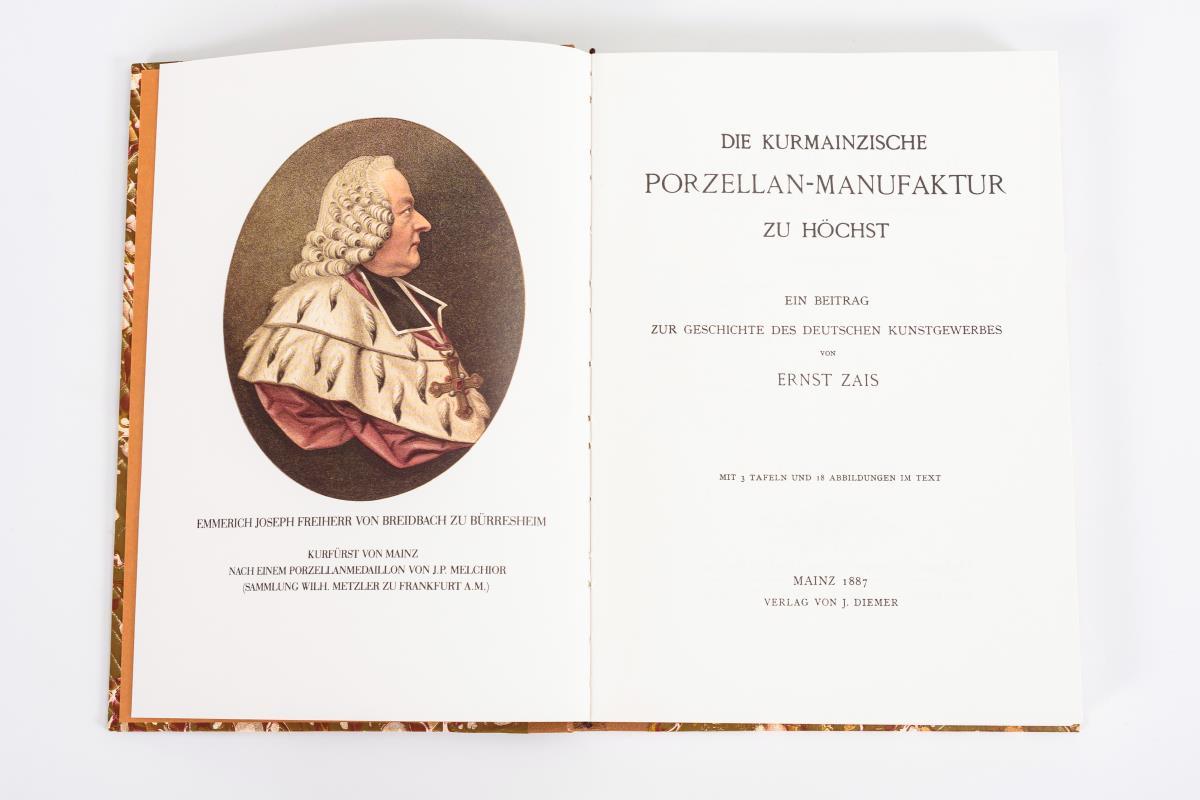 EMMERICH JOSEPH FREIHERR VON BREIDBACH ZU BÜRRESHEIM
KURFÜRST VON MAINZ
NACH EINEM PORZELLANMEDAILLON VON J.P. MELCHIOR
(SAMMLUNG WILH. METZLER ZU FRANKFURT A.M.)
DIE KURMAINZISCHE
PORZELLAN-MANUFAKTUR
ZU HÖCHST
EIN BEITRAG
ZUR GESCHICHTE DES DEUTSCHEN KUNSTGEWERBES
VON
ERNST ZAIS
MIT 3 TAFELN UND 18 ABBILDUNGEN IM TEXT
MAINZ 1887
VERLAG VON J. DIEMER